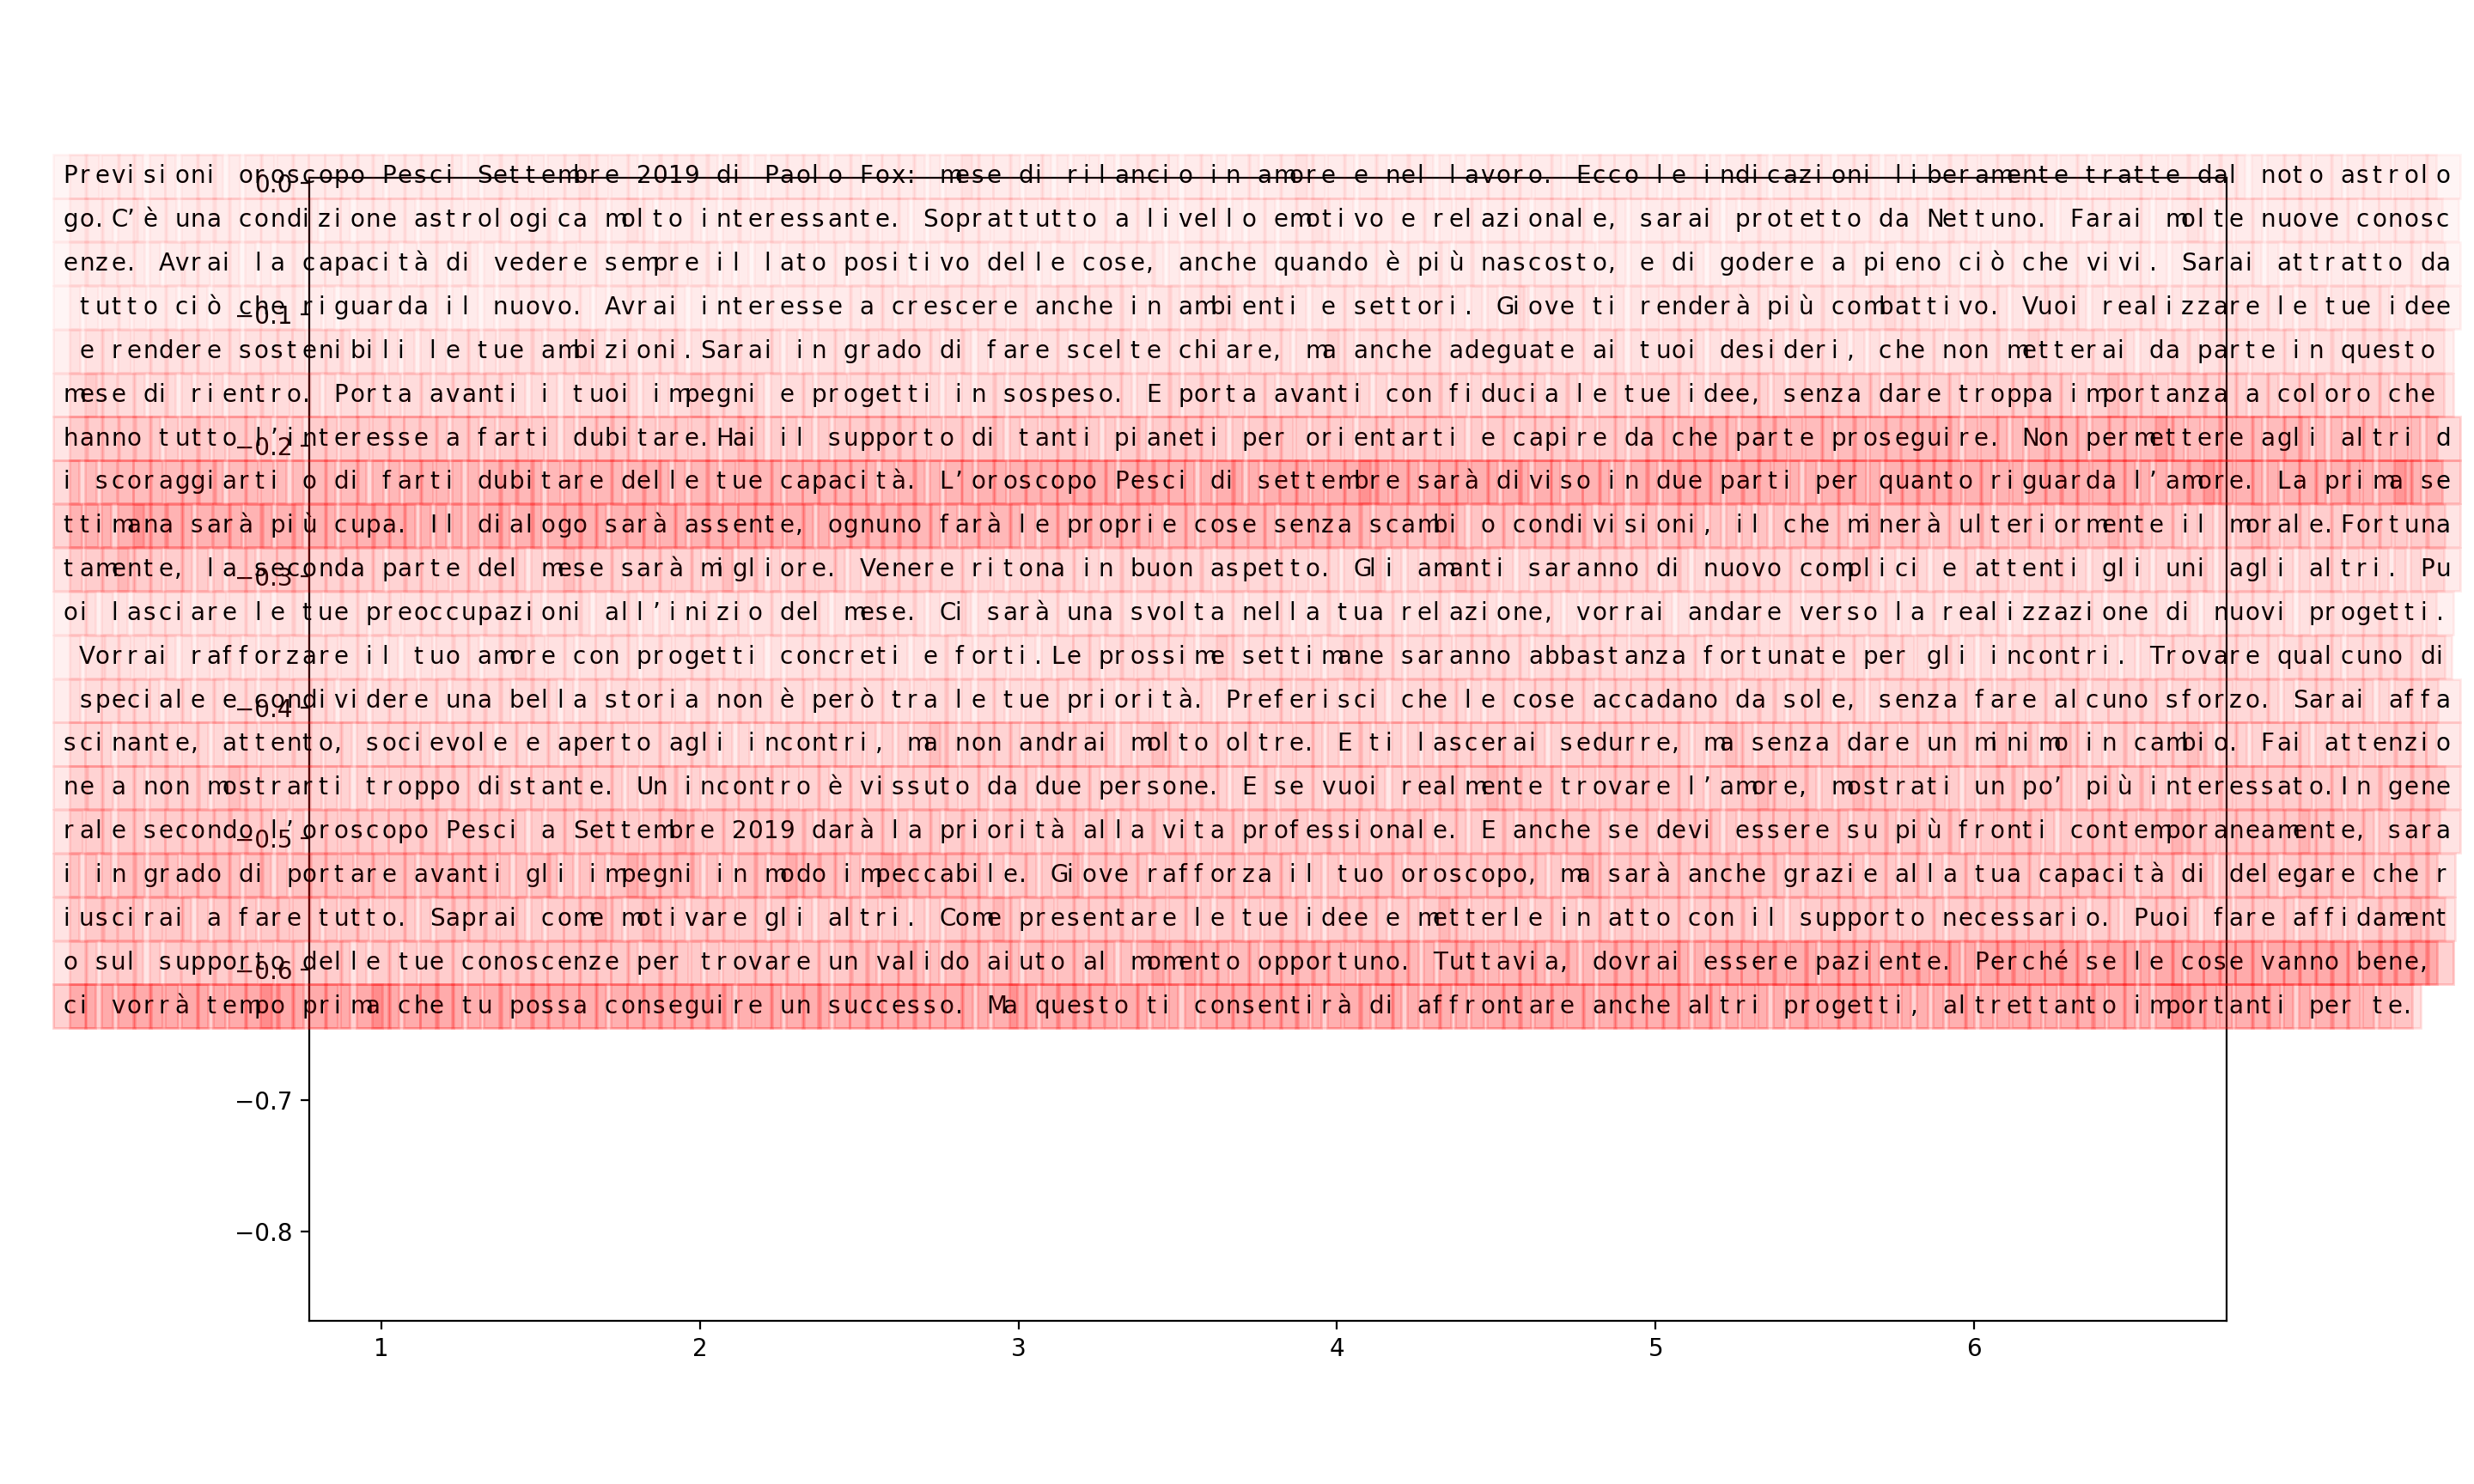 Previsioni oroscopo Pesci Settembre 2019 di Paolo Fox: mese di rilancio in amore e nel lavoro. Ecco le indicazioni liberamente tratte dal noto astrolo
go. C’è una condizione astrologica molto interessante. Soprattutto a livello emotivo e relazionale, sarai protetto da Nettuno. Farai molte nuove conosc
enze. Avrai la capacità di vedere sempre il lato positivo delle cose, anche quando è più nascosto, e di godere a pieno ciò che vivi. Sarai attratto da
tutto ciò che riguarda il nuovo. Avrai interesse a crescere anche in ambienti e settori. Giove ti renderà più combattivo. Vuoi realizzare le tue idee
e rendere sostenibili le tue ambizioni.Sarai in grado di fare scelte chiare, ma anche adeguate ai tuoi desideri, che non metterai da parte in questo
mese di rientro. Porta avanti i tuoi impegni e progetti in sospeso. E porta avanti con fiducia le tue idee, senza dare troppa importanza a coloro che
hanno tutto l’interesse a farti dubitare.Hai il supporto di tanti pianeti per orientarti e capire da che parte proseguire. Non permettere agli altri d
i scoraggiarti o di farti dubitare delle tue capacità. L’oroscopo Pesci di settembre sarà diviso in due parti per quanto riguarda l’amore. La prima se
ttimana sarà più cupa. Il dialogo sarà assente, ognuno farà le proprie cose senza scambi o condivisioni, il che minerà ulteriormente il morale.Fortuna
tamente, la seconda parte del mese sarà migliore. Venere ritona in buon aspetto. Gli amanti saranno di nuovo complici e attenti gli uni agli altri. Pu
oi lasciare le tue preoccupazioni all’inizio del mese. Ci sarà una svolta nella tua relazione, vorrai andare verso la realizzazione di nuovi progetti.
Vorrai rafforzare il tuo amore con progetti concreti e forti.Le prossime settimane saranno abbastanza fortunate per gli incontri. Trovare qualcuno di
speciale e condividere una bella storia non è però tra le tue priorità. Preferisci che le cose accadano da sole, senza fare alcuno sforzo. Sarai affa
scinante, attento, socievole e aperto agli incontri, ma non andrai molto oltre. E ti lascerai sedurre, ma senza dare un minimo in cambio. Fai attenzio
ne a non mostrarti troppo distante. Un incontro è vissuto da due persone. E se vuoi realmente trovare l’amore, mostrati un po’ più interessato.In gene
rale secondo l’oroscopo Pesci a Settembre 2019 darà la priorità alla vita professionale. E anche se devi essere su più fronti contemporaneamente, sara
i in grado di portare avanti gli impegni in modo impeccabile. Giove rafforza il tuo oroscopo, ma sarà anche grazie alla tua capacità di delegare che r
iuscirai a fare tutto. Saprai come motivare gli altri. Come presentare le tue idee e metterle in atto con il supporto necessario. Puoi fare affidament
o sul supporto delle tue conoscenze per trovare un valido aiuto al momento opportuno. Tuttavia, dovrai essere paziente. Perché se le cose vanno bene,
ci vorrà tempo prima che tu possa conseguire un successo. Ma questo ti consentirà di affrontare anche altri progetti, altrettanto importanti per te.
0.0
−0.1
−0.2
−0.3
−0.4
−0.5
−0.6
−0.7
−0.8
1 2 3 4 5 6